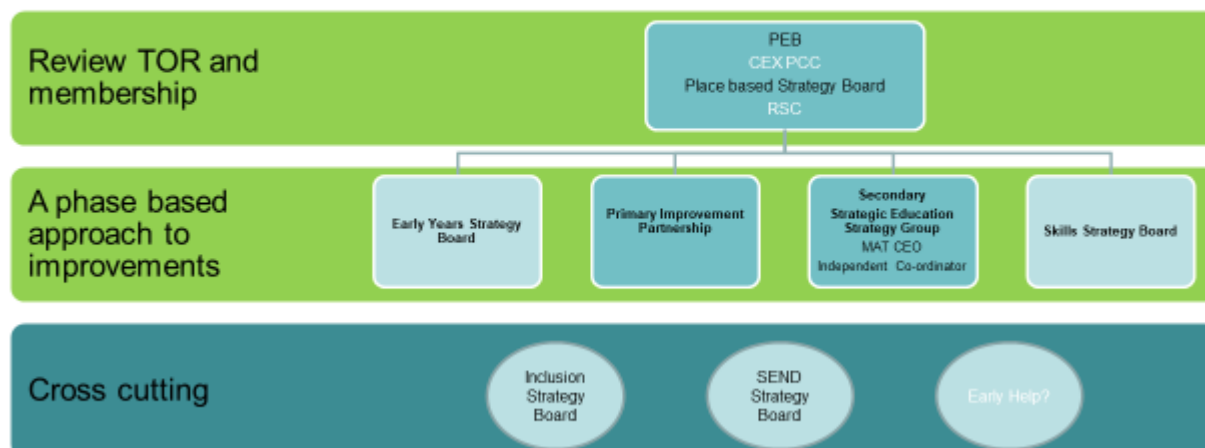 Review TOR and
membership
PEB
CEX PCC
Place based Strategy Board
RSC
A phase based
approach to
improvements
Early Years Strategy
Board
Primary Improvement
Partnership
Secondary
Strategic Education
Strategy Group
MAT CEO
Independent Co-ordinator
Skills Strategy Board
Cross cutting
Inclusion
Strategy
Board
SEND
Strategy
Board
Early Help?